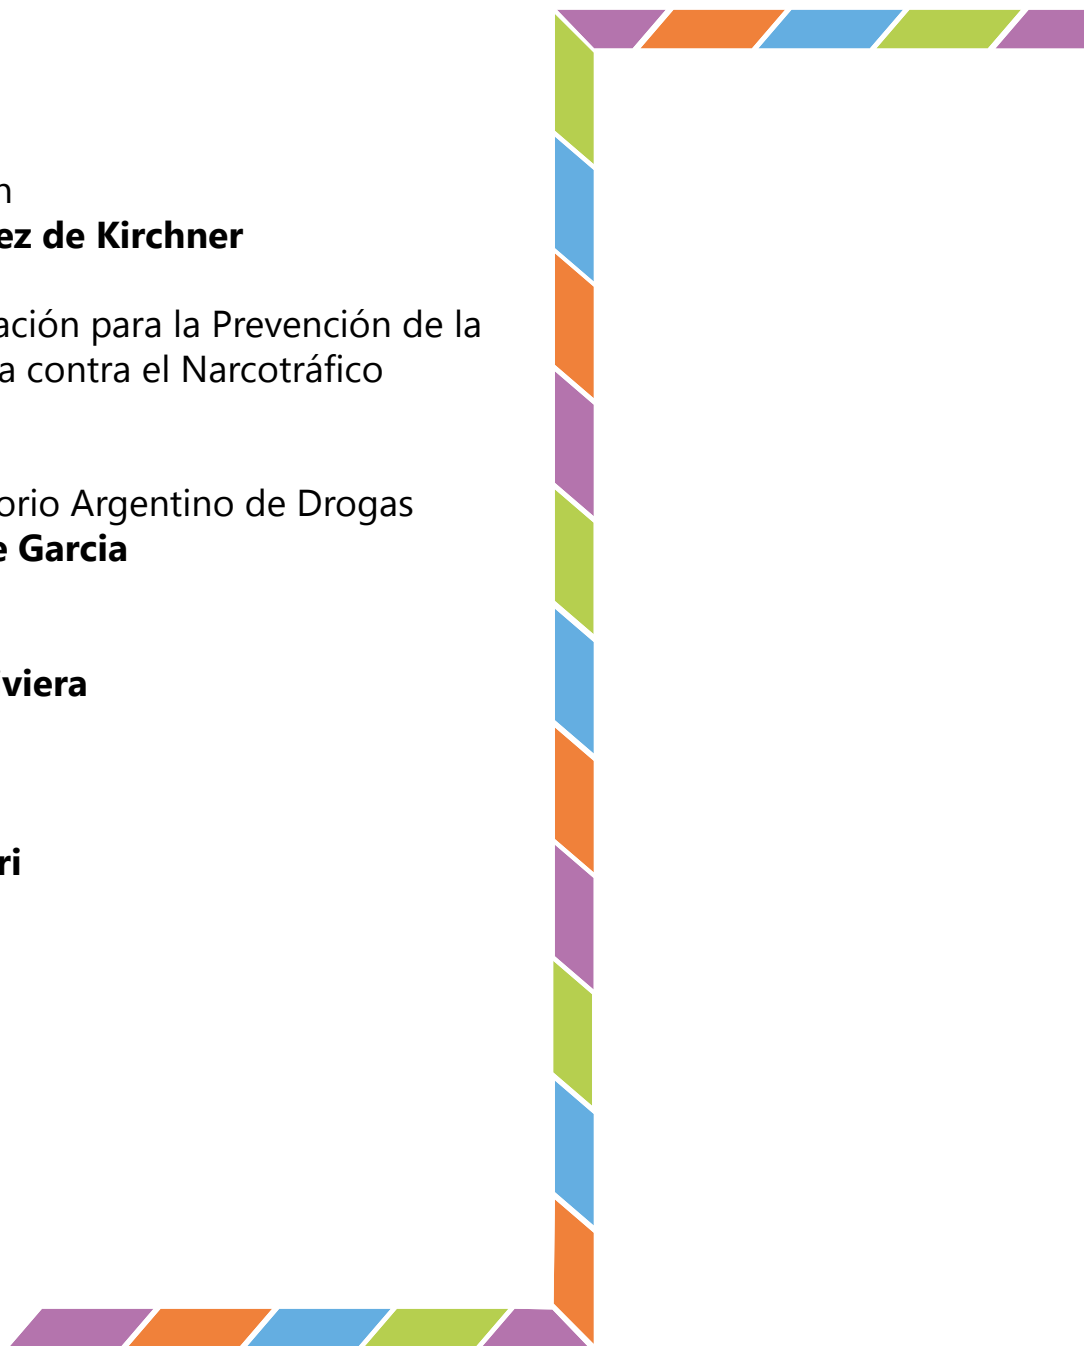 n
ez de Kirchner
ación para la Prevención de la
a contra el Narcotráfico
orio Argentino de Drogas
e Garcia
viera
ri